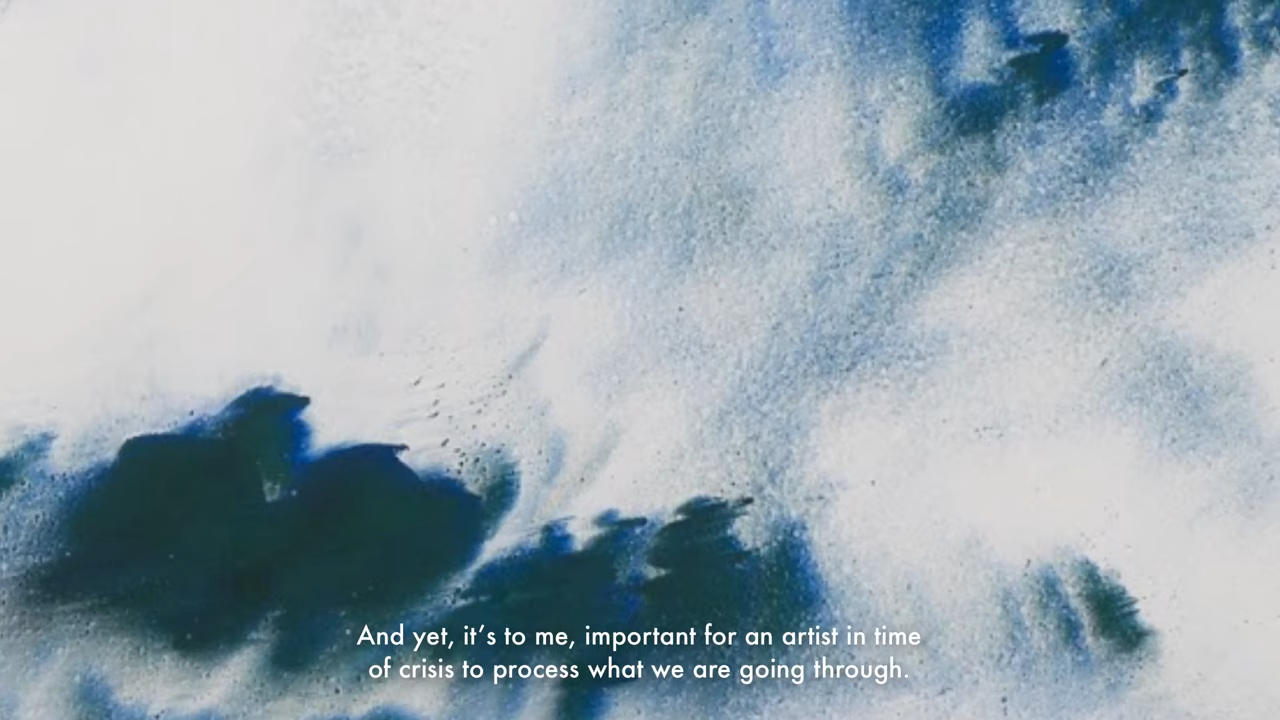 And yet, it's to me, important for an artist in time
of crisis to process what we are going through.